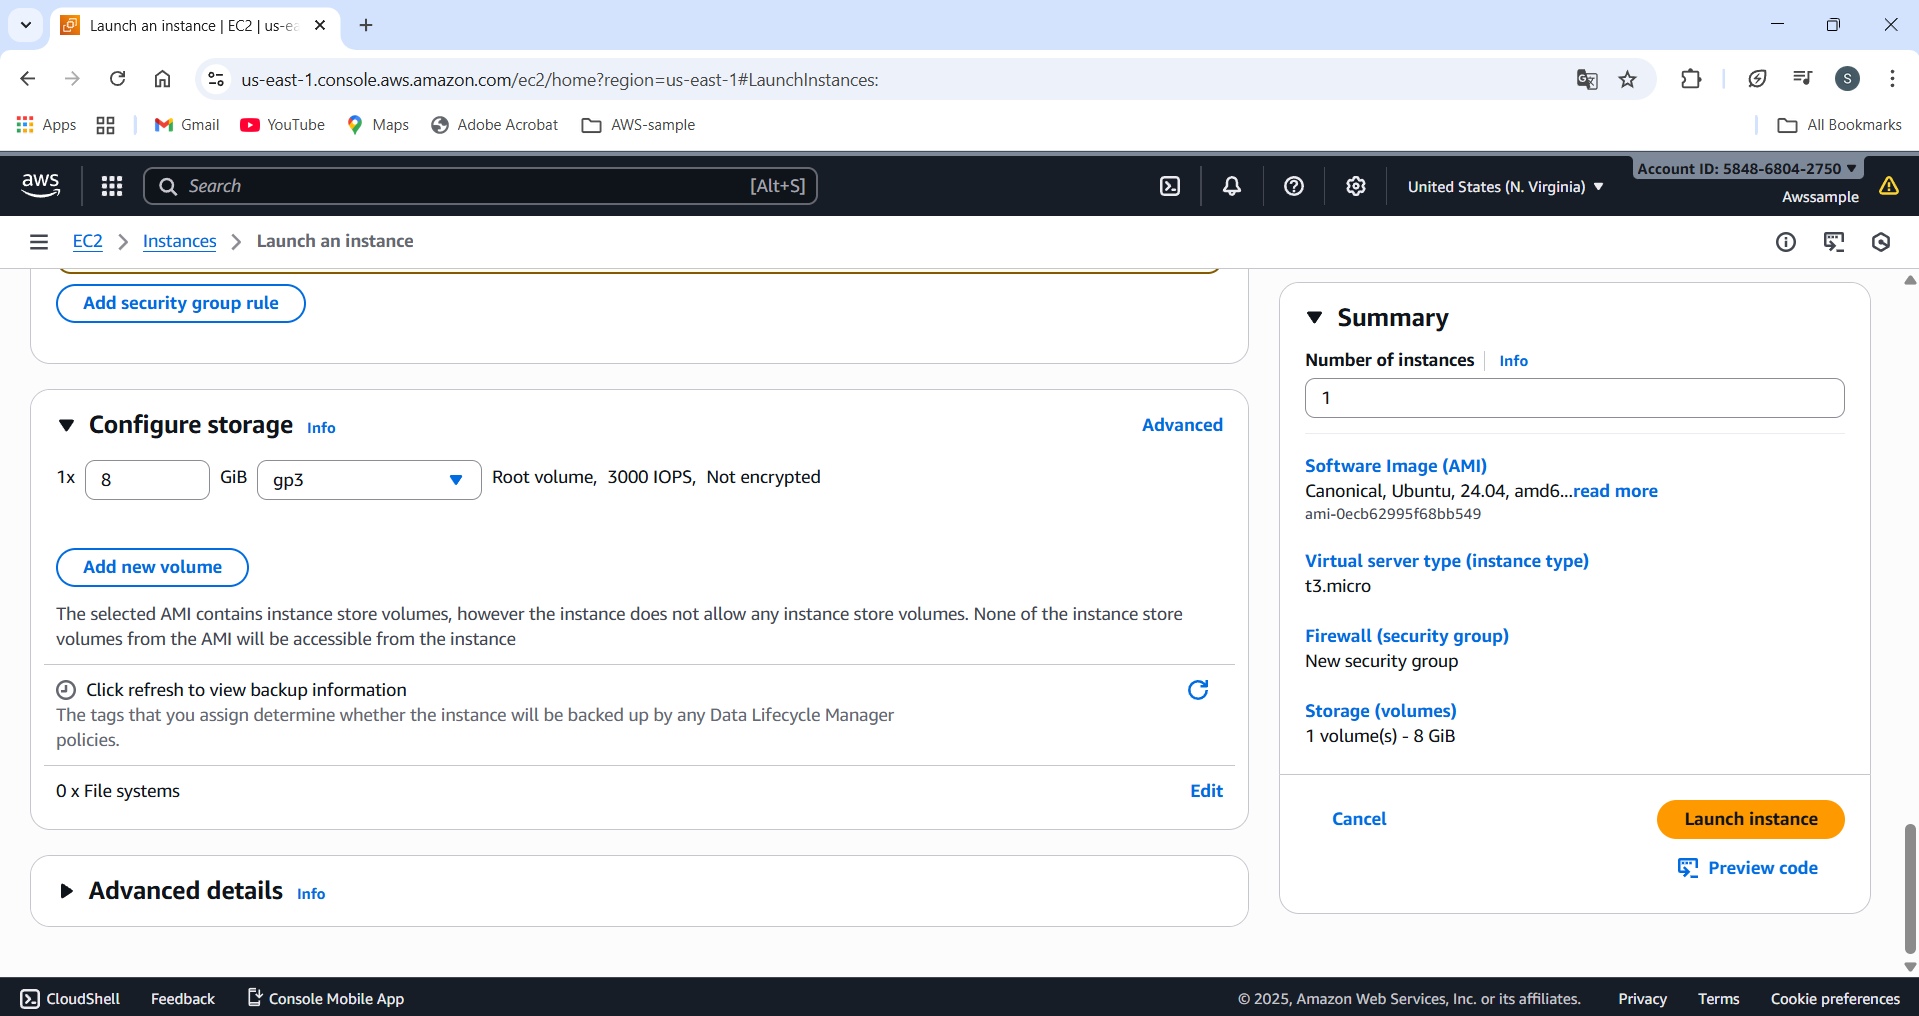 Launch an instance | EC2 | us-ea
us-east-1.console.aws.amazon.com/ec2/home?region=us-east-1#LaunchInstances:
S
Apps
Gmail
YouTube
Maps
Adobe Acrobat
AWS-sample
All Bookmarks
aws
Search
[Alt+S]
United States (N. Virginia)
Account ID: 5848-6804-2750
Awssample
EC2
Instances
Launch an instance
Add security group rule
Configure storage Info
Advanced
1x 8 GiB gp3 Root volume, 3000 IOPS, Not encrypted
Add new volume
The selected AMI contains instance store volumes, however the instance does not allow any instance store volumes. None of the instance store
volumes from the AMI will be accessible from the instance
Click refresh to view backup information
The tags that you assign determine whether the instance will be backed up by any Data Lifecycle Manager
policies.
0 x File systems
Edit
Advanced details Info
Summary
Number of instances Info
1
Software Image (AMI)
Canonical, Ubuntu, 24.04, amd6...read more
ami-0ecb62995f68bb549
Virtual server type (instance type)
t3.micro
Firewall (security group)
New security group
Storage (volumes)
1 volume(s) - 8 GiB
Cancel
Launch instance
Preview code
CloudShell
Feedback
Console Mobile App
© 2025, Amazon Web Services, Inc. or its affiliates.
Privacy
Terms
Cookie preferences